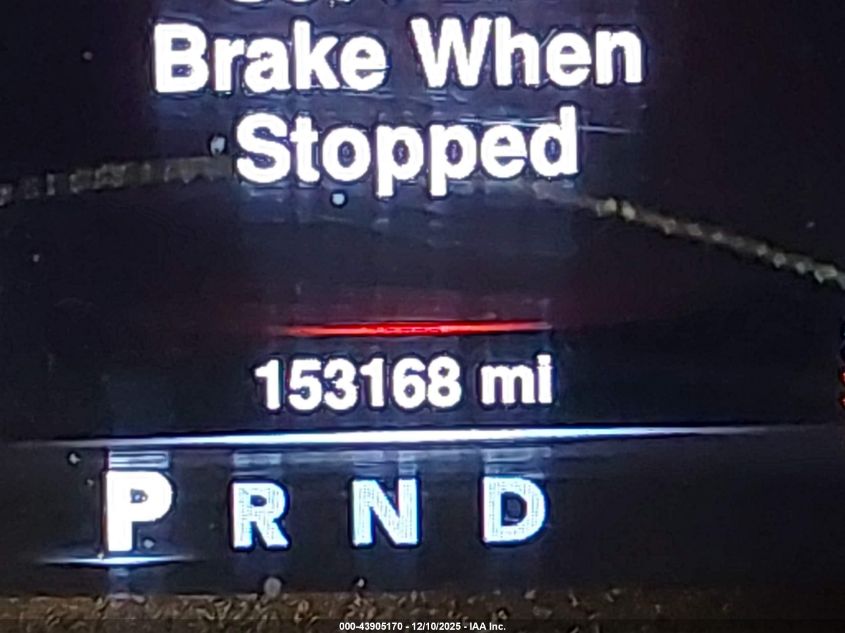 Brake When
Stopped
153168 mi
P R N D
000-43905170 - 12/10/2025 - IAA Inc.